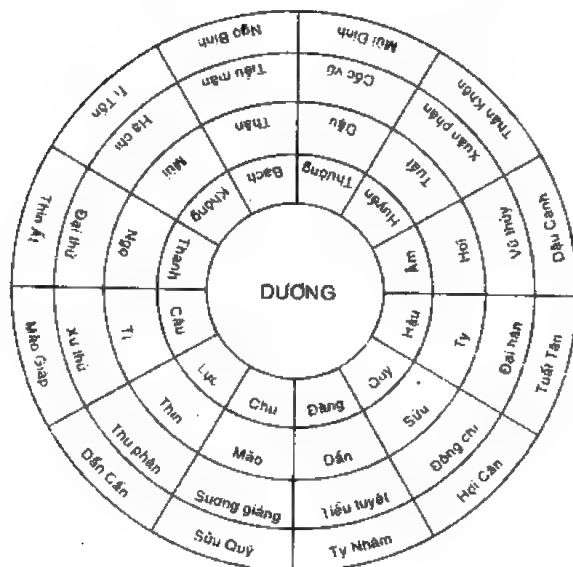 Mùi Đinh
Thân Khôn
Dậu Canh
Tuất Tân
Hợi Càn
Tý Nhâm
Sửu Quý
Dần Cấn
Mão Giáp
Thìn Ất
Tị Tốn
Ngọ Bính
Cốc vũ
Xuân phân
Vũ thủy
Đại hàn
Đông chí
Tiểu tuyết
Sương giáng
Thu phân
Xử thử
Đại thử
Hạ chí
Tiểu mãn
Dậu
Tuất
Hợi
Tý
Sửu
Dần
Mão
Thìn
Tị
Ngọ
Mùi
Thân
Thường
Huyền
Âm
Hậu
Quý
Đằng
Chu
Lục
Câu
Thanh
Không
Bạch
DƯƠNG